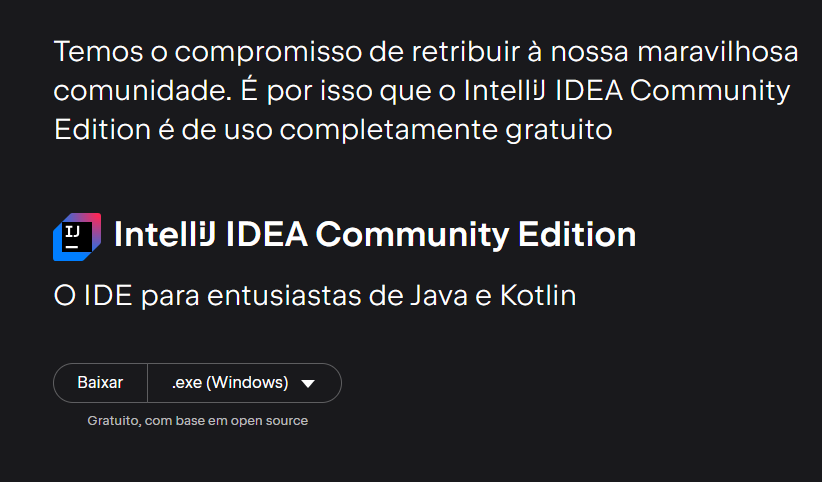 Temos o compromisso de retribuir à nossa maravilhosa
comunidade. É por isso que o IntelliJ IDEA Community
Edition é de uso completamente gratuito
IJ
IntelliJ IDEA Community Edition
O IDE para entusiastas de Java e Kotlin
Baixar .exe (Windows)
Gratuito, com base em open source